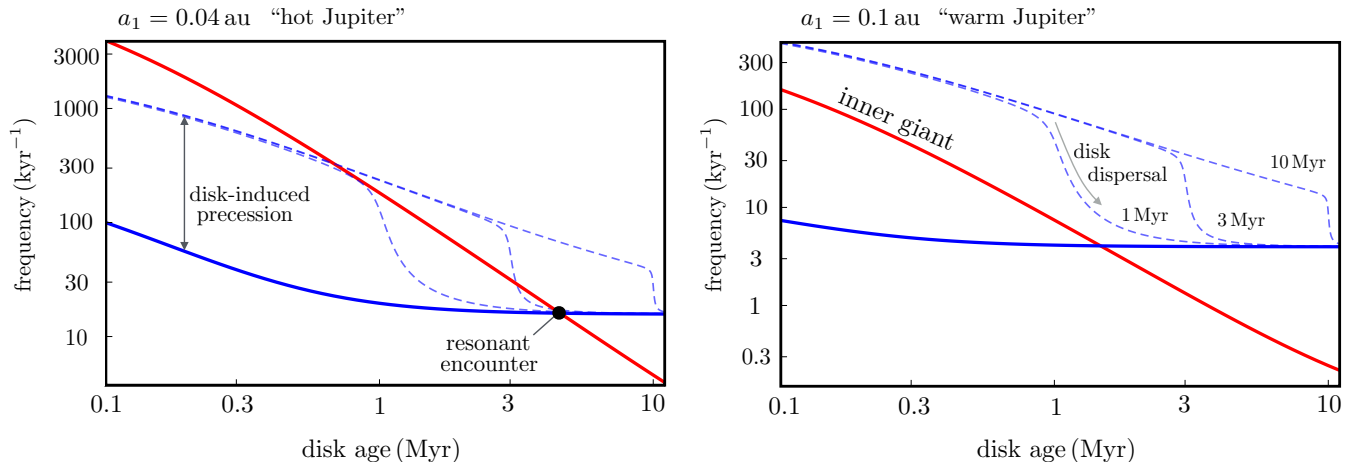 a₁ = 0.04 au “hot Jupiter”
3000
1000
300
100
30
10
frequency (kyr⁻¹)
disk-induced
precession
resonant
encounter
0.1
0.3
1
3
10
disk age (Myr)
a₁ = 0.1 au “warm Jupiter”
300
100
30
10
3
1
0.3
frequency (kyr⁻¹)
inner giant
disk
dispersal
10 Myr
1 Myr
3 Myr
0.1
0.3
1
3
10
disk age (Myr)